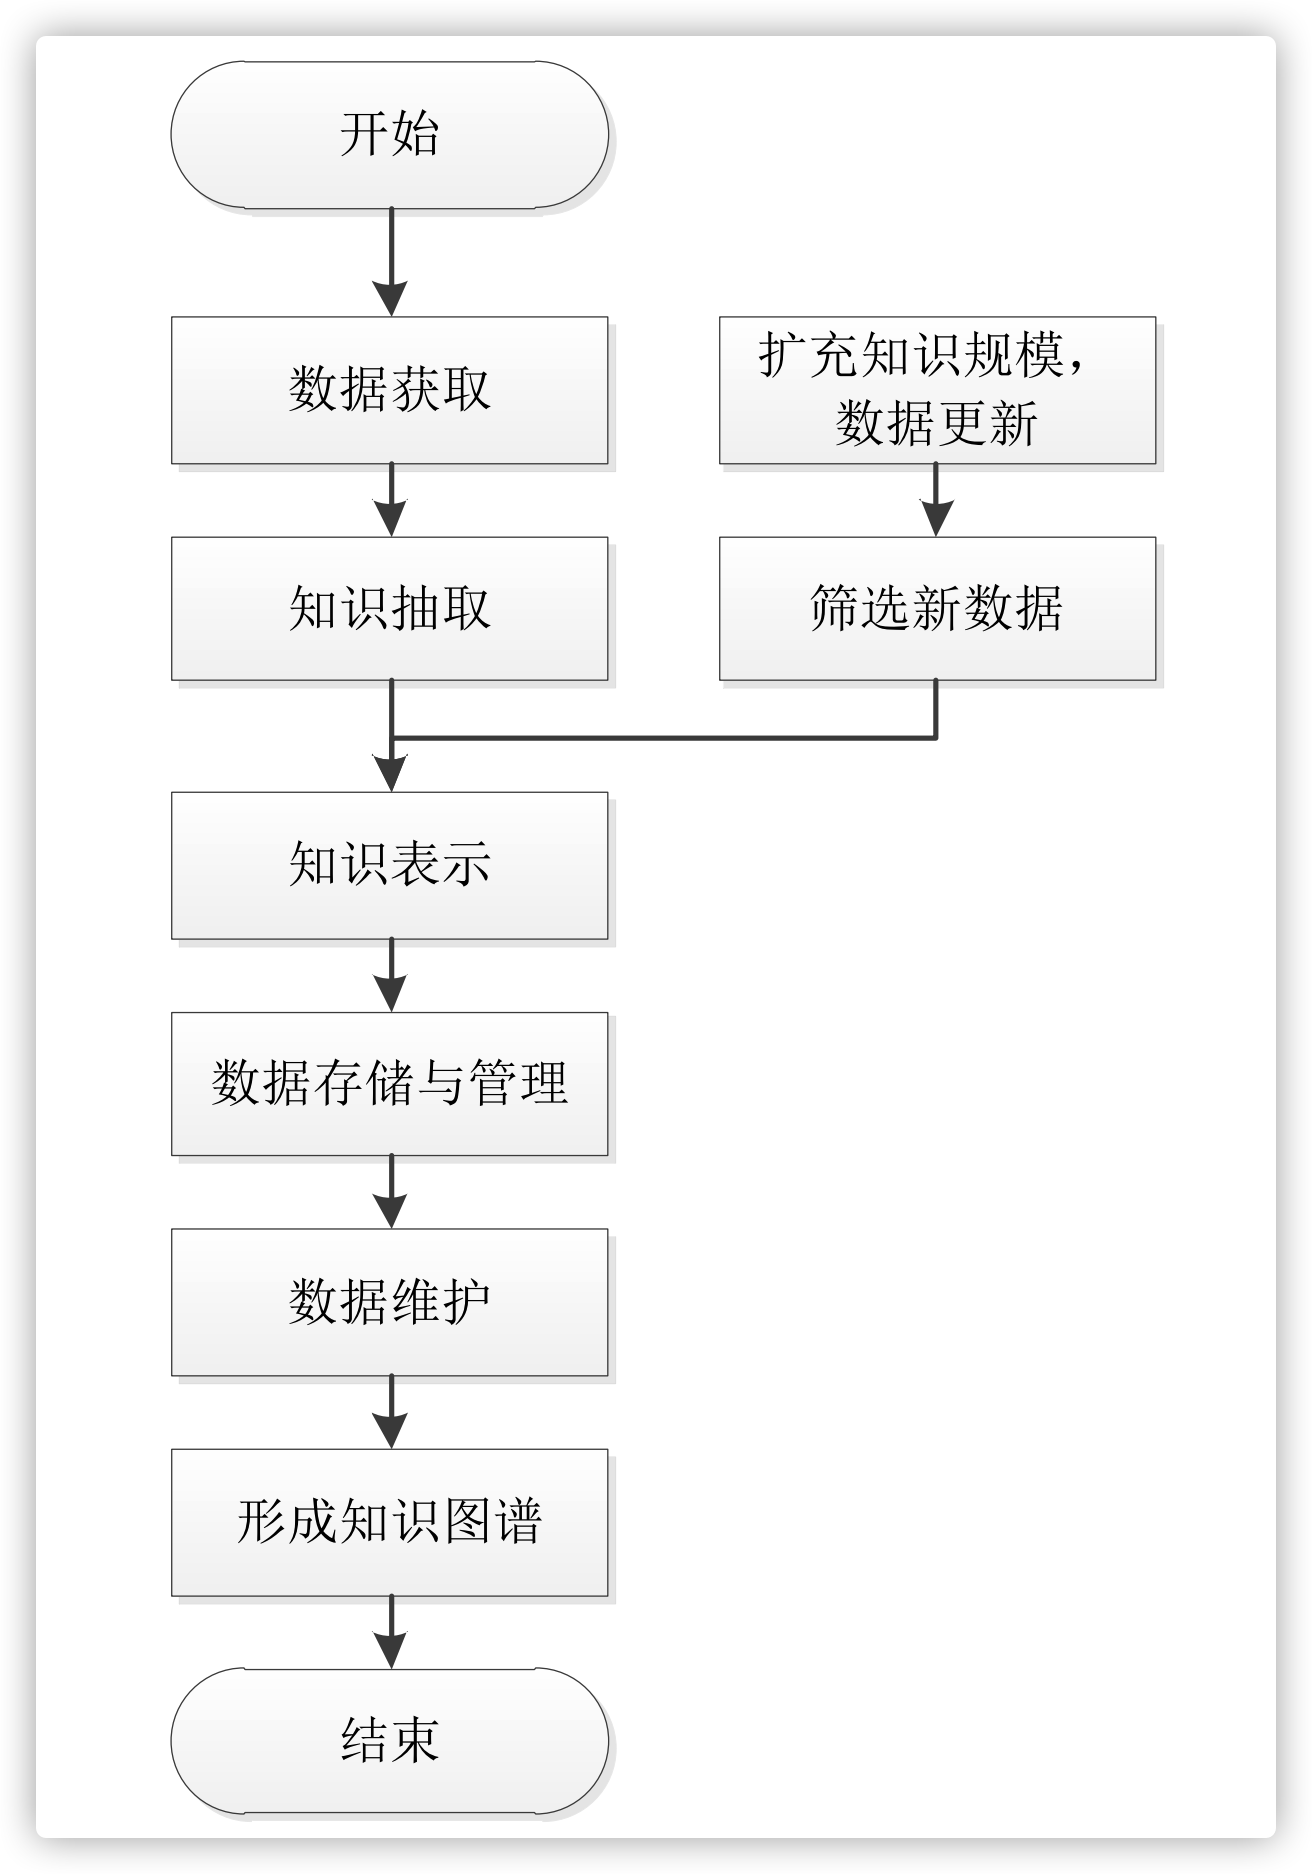 开始
数据获取
扩充知识规模，
数据更新
知识抽取
筛选新数据
知识表示
数据存储与管理
数据维护
形成知识图谱
结束